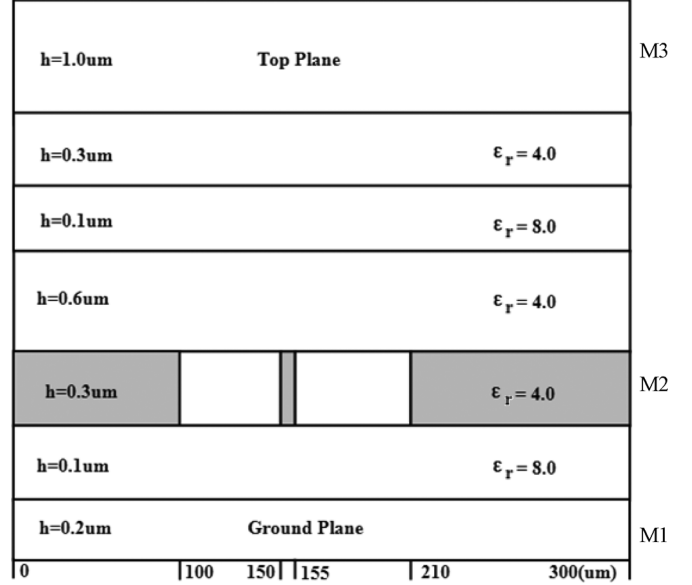 h=1.0um Top Plane M3
h=0.3um εr = 4.0
h=0.1um εr = 8.0
h=0.6um εr = 4.0
h=0.3um εr = 4.0 M2
h=0.1um εr = 8.0
h=0.2um Ground Plane M1
0 100 150 155 210 300(um)